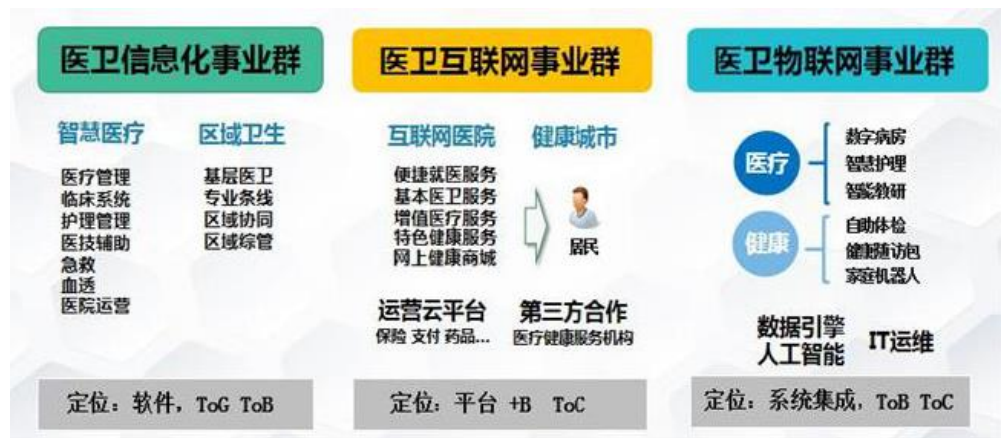 医卫信息化事业群
智慧医疗
区域卫生
医疗管理
临床系统
护理管理
医技辅助
急救
血透
医院运营
基层医卫
专业条线
区域协同
区域综管
定位：软件，ToG ToB
医卫互联网事业群
互联网医院
健康城市
便捷就医服务
基本医卫服务
增值医疗服务
特色健康服务
网上健康商城
居民
运营云平台
保险 支付 药品...
第三方合作
医疗健康服务机构
定位：平台 +B ToC
医卫物联网事业群
医疗
数字病房
智慧护理
智能教研
健康
自助体检
健康随访包
家庭机器人
数据引擎
人工智能
IT运维
定位：系统集成，ToB ToC